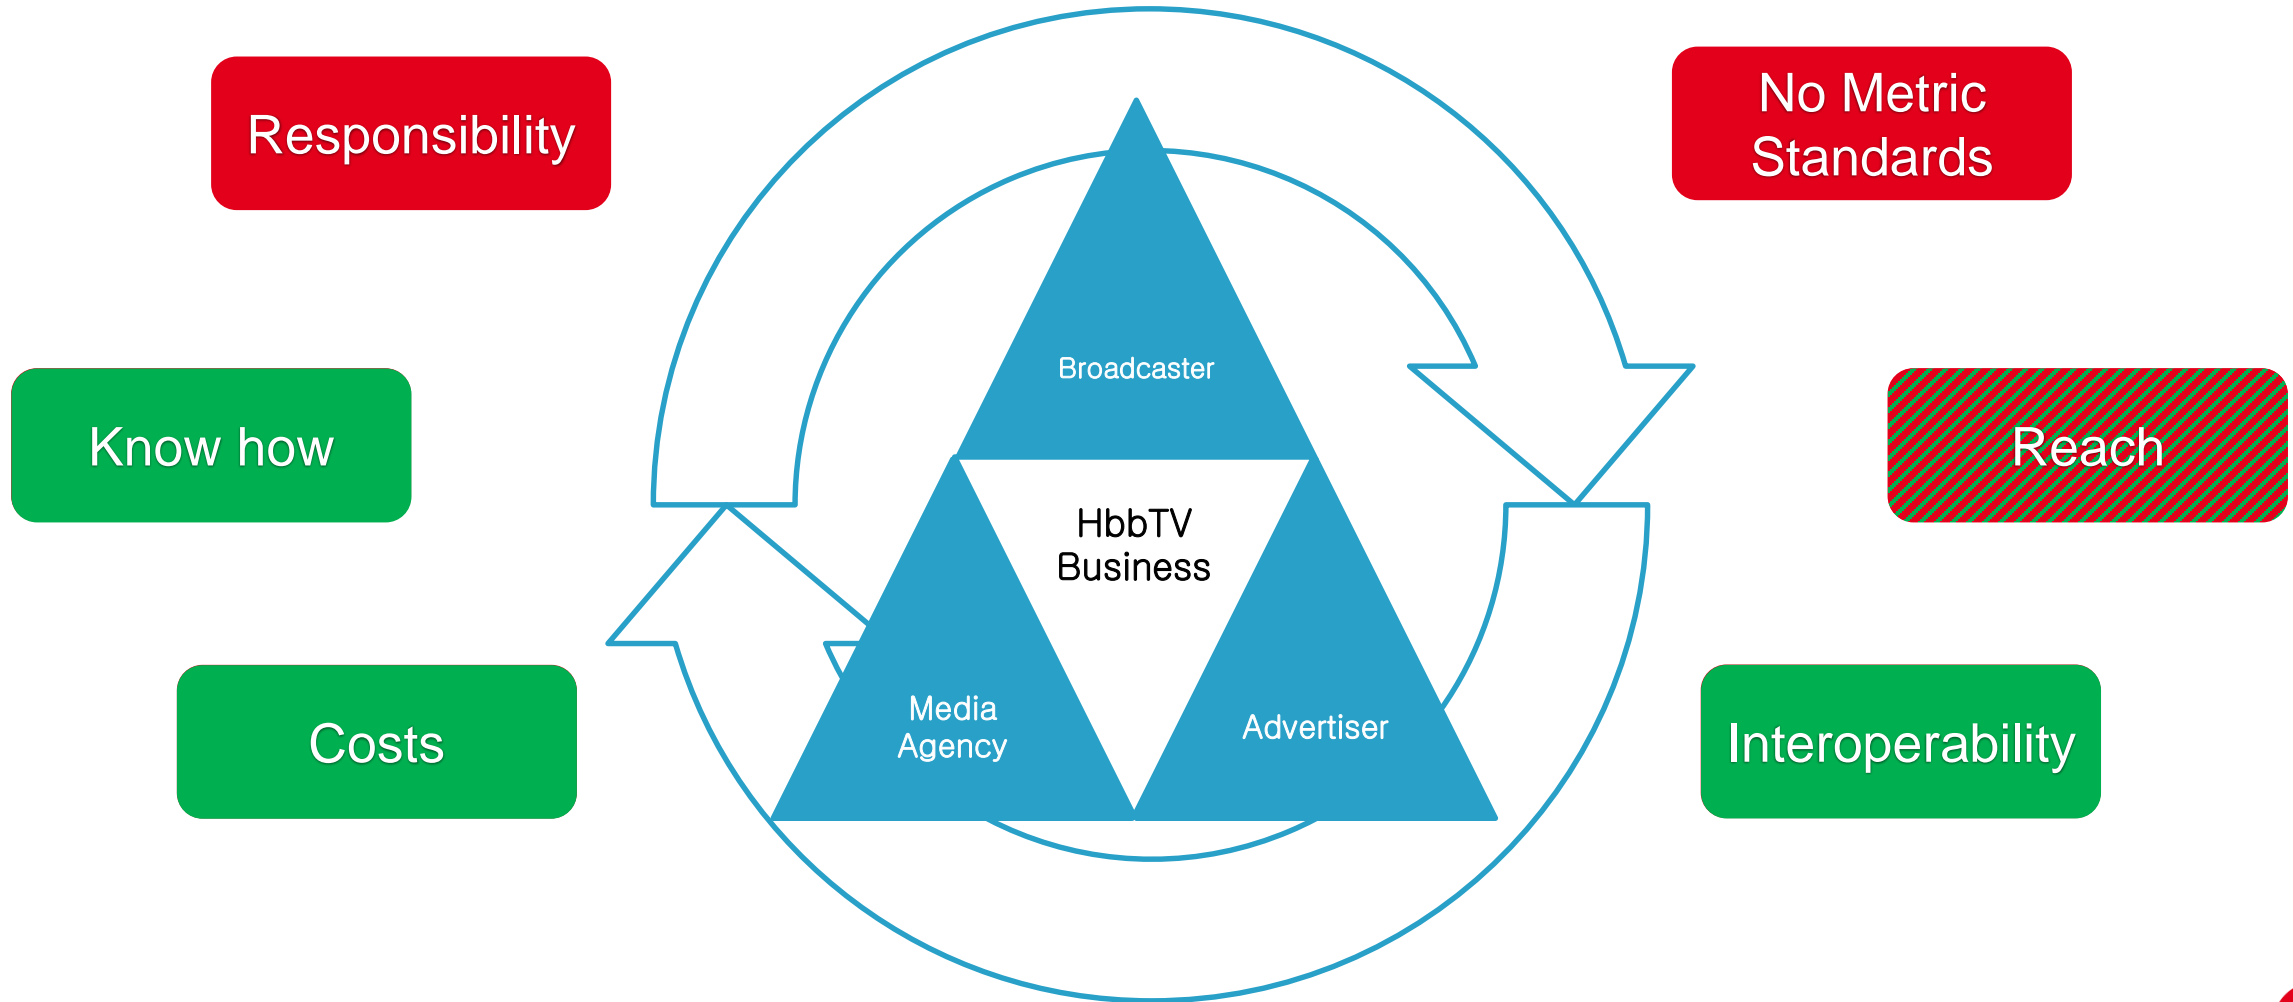 Responsibility
No Metric
Standards
Broadcaster
Know how
Reach
HbbTV
Business
Media
Agency
Advertiser
Costs
Interoperability